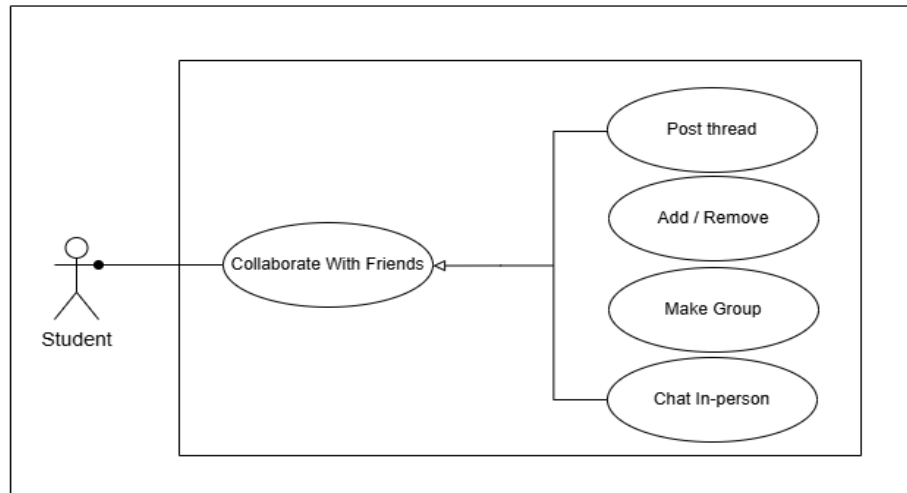 Post thread
Add / Remove
Collaborate With Friends
Make Group
Student
Chat In-person